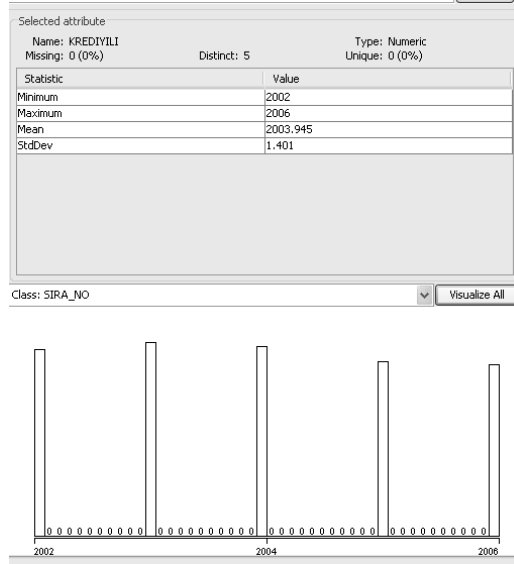 Selected attribute
Name: KREDIYILI Type: Numeric
Missing: 0 (0%) Distinct: 5 Unique: 0 (0%)
Statistic Value
Minimum 2002
Maximum 2006
Mean 2003.945
StdDev 1.401
Class: SIRA_NO Visualize All
0 0 0 0 0 0 0 0 0 0 0 0 0 0 0 0 0 0 0 0 0 0 0 0 0 0 0 0 0 0 0 0 0 0 0 0 0 0 0 0
2002 2004 2006